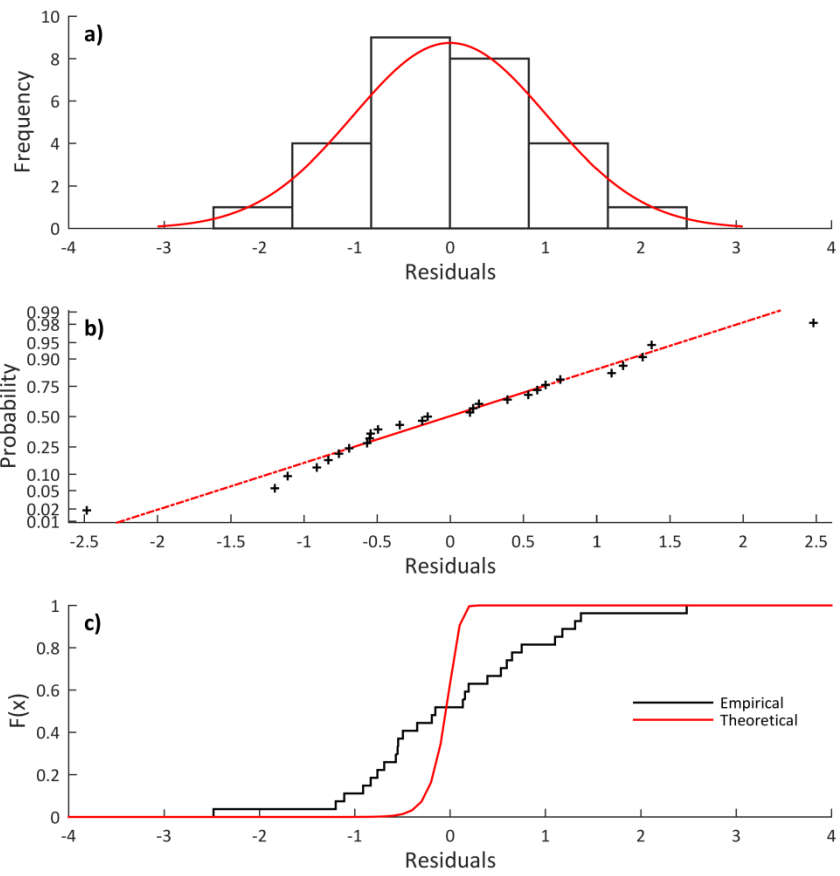 a)
Frequency
10
8
6
4
2
0
-4 -3 -2 -1 0 1 2 3 4
Residuals
b)
Probability
0.99
0.98
0.95
0.90
0.75
0.50
0.25
0.10
0.05
0.02
0.01
-2.5 -2 -1.5 -1 -0.5 0 0.5 1 1.5 2 2.5
Residuals
c)
F(x)
1
0.8
0.6
0.4
0.2
0
Empirical
Theoretical
-4 -3 -2 -1 0 1 2 3 4
Residuals